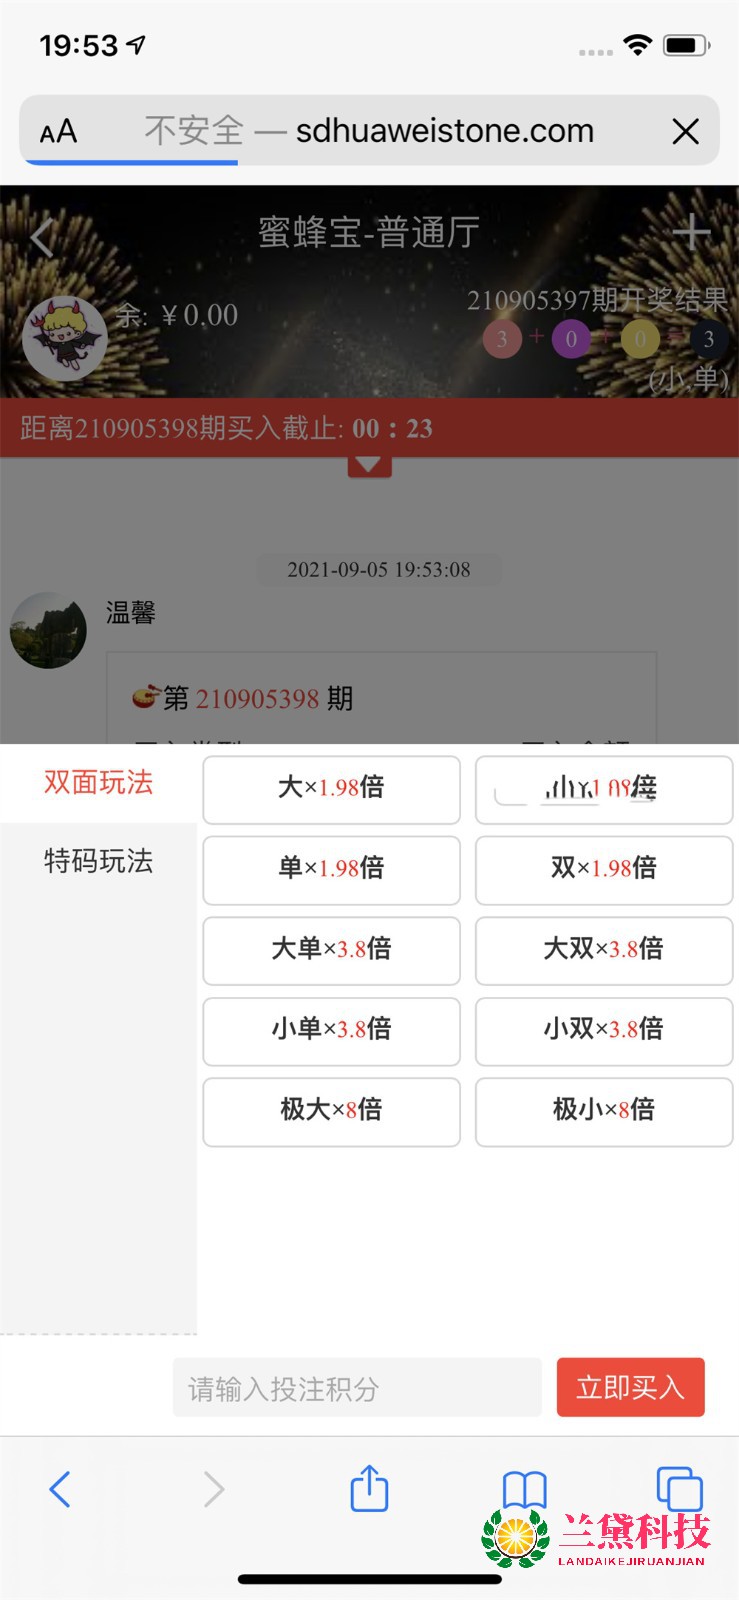 19:53
AA 不安全 — sdhuaweistone.com
蜜蜂宝-普通厅
余: ￥0.00
210905397期开奖结果
3 + 0 + 0 = 3
(小,单)
距离210905398期买入截止: 00 : 23
2021-09-05 19:53:08
温馨
第 210905398 期
双面玩法
大×1.98倍
小×1.98倍
特码玩法
单×1.98倍
双×1.98倍
大单×3.8倍
大双×3.8倍
小单×3.8倍
小双×3.8倍
极大×8倍
极小×8倍
请输入投注积分
立即买入
兰黛科技
LANDAIKEJIRUANJIAN